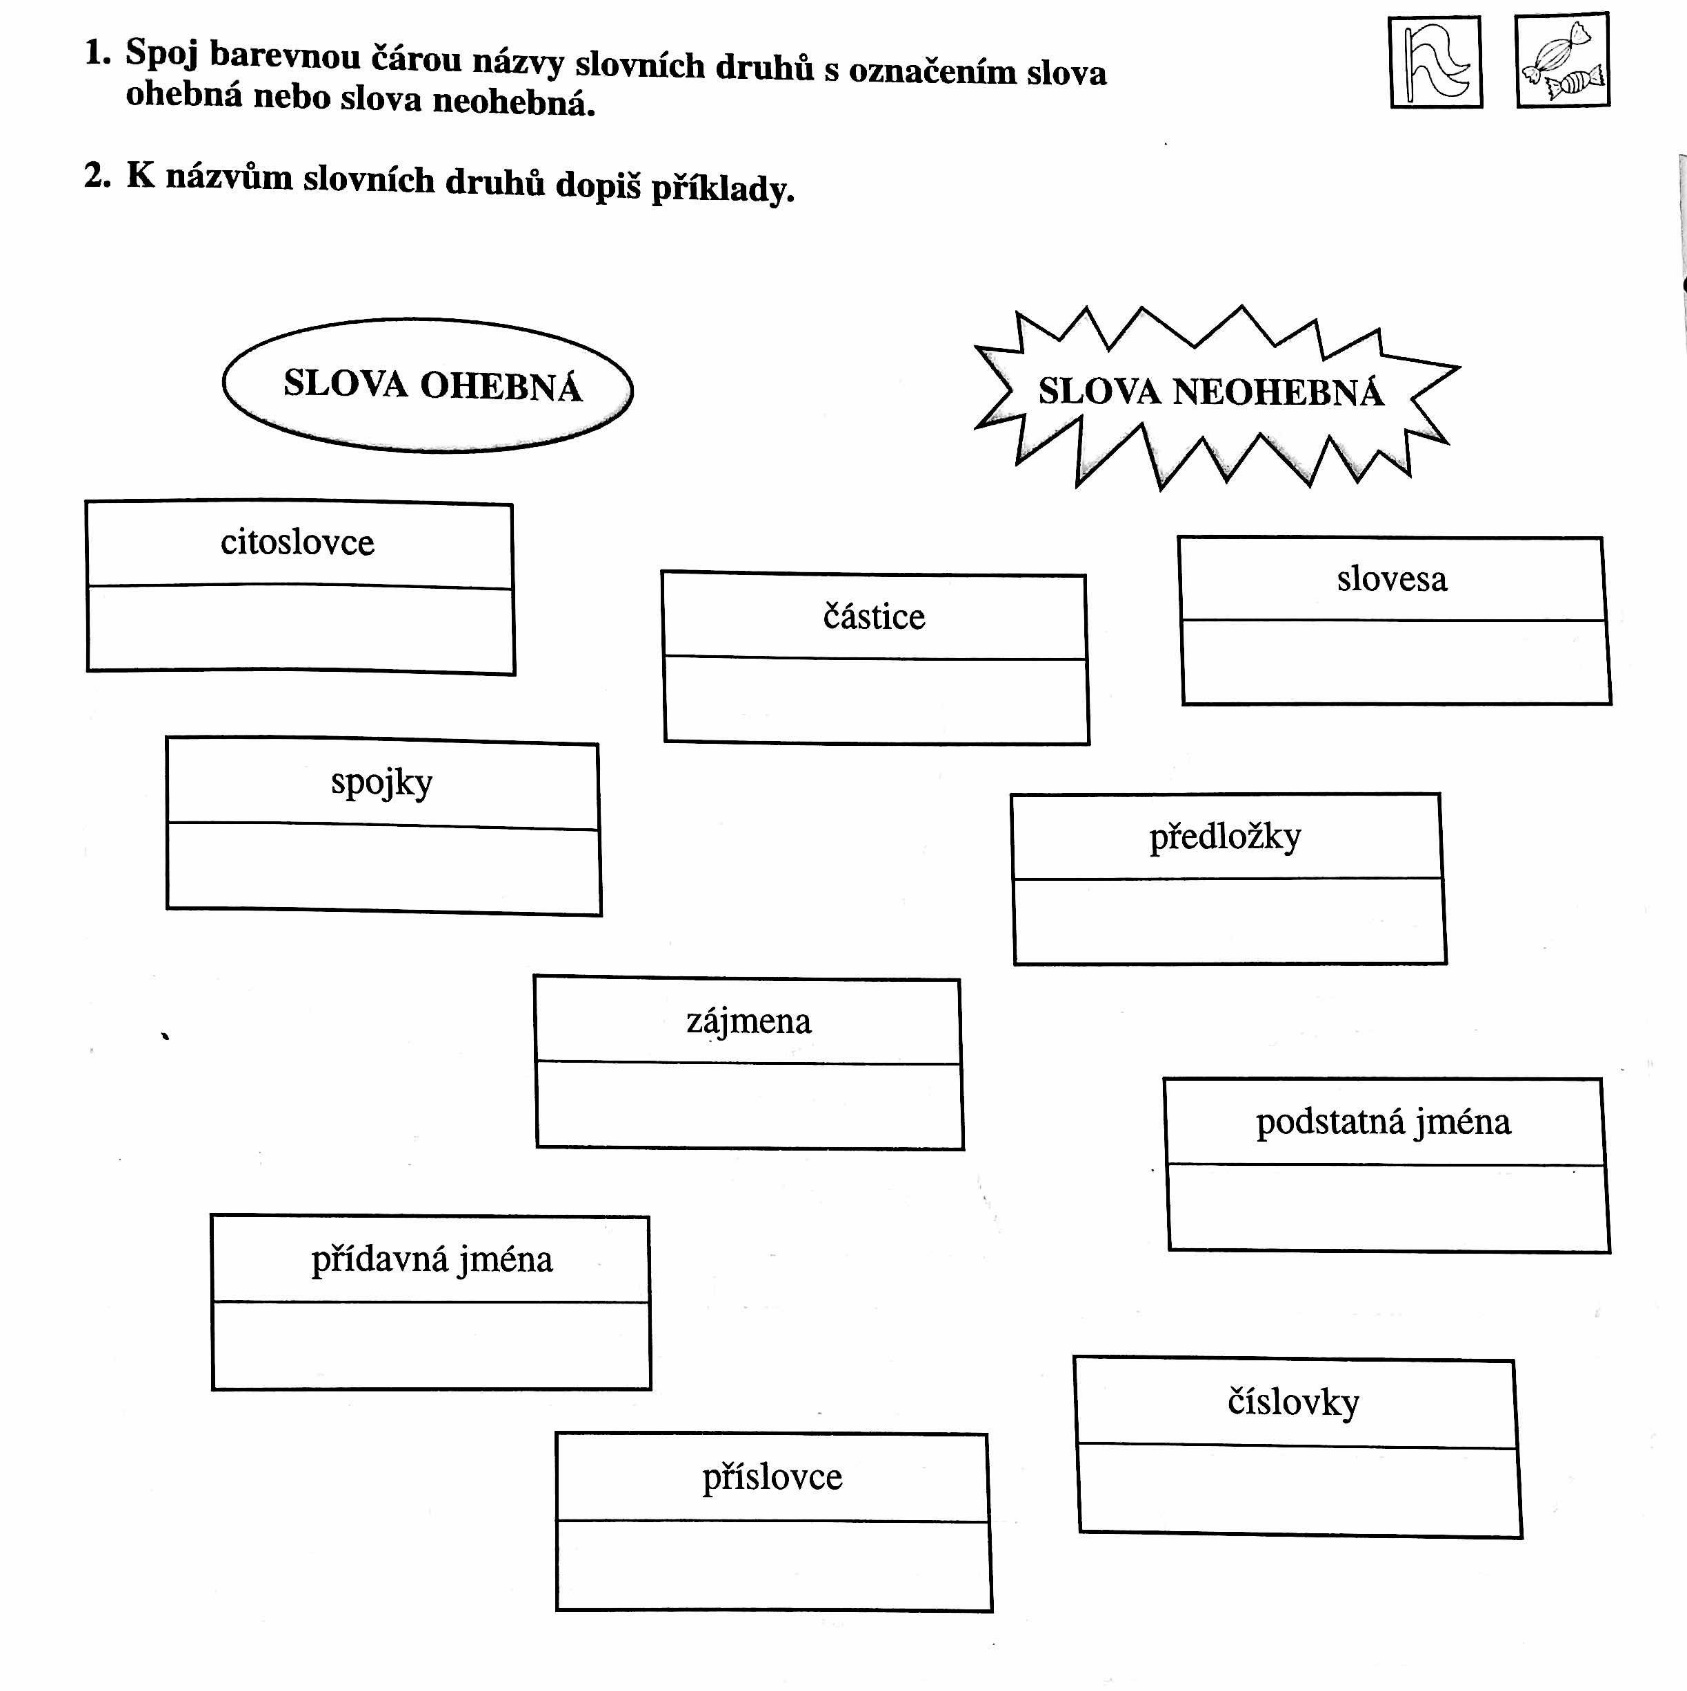 1. Spoj barevnou čárou názvy slovních druhů s označením slova
ohebná nebo slova neohebná.
2. K názvům slovních druhů dopiš příklady.
SLOVA OHEBNÁ
SLOVA NEOHEBNÁ
citoslovce
slovesa
částice
spojky
předložky
zájmena
podstatná jména
přídavná jména
číslovky
příslovce